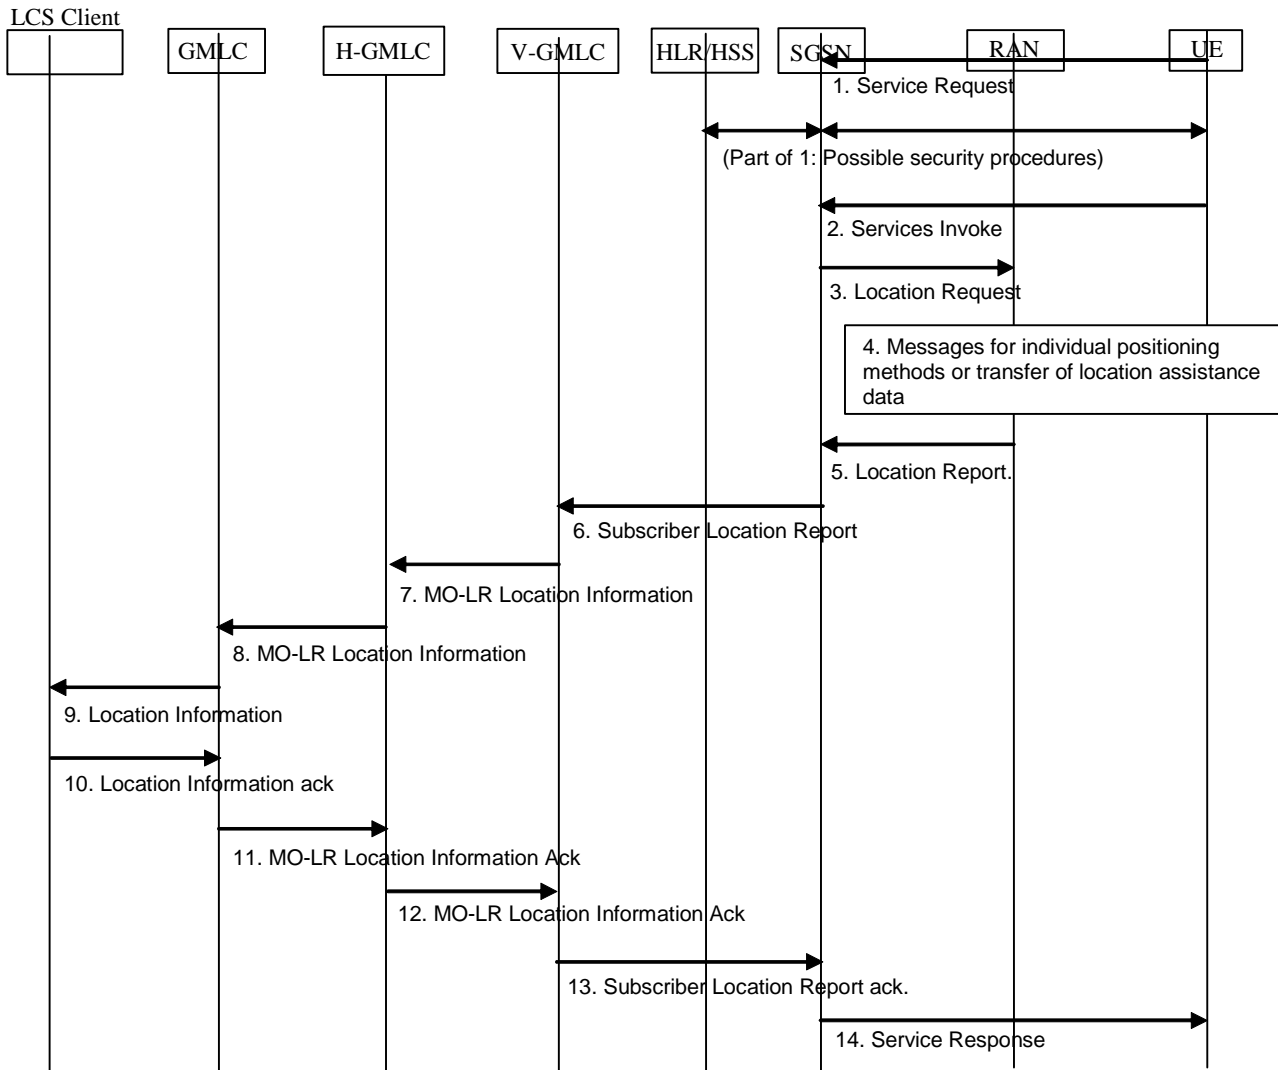 LCS Client
GMLC
H-GMLC
V-GMLC
HLR/HSS
SGSN
RAN
UE
1. Service Request
(Part of 1: Possible security procedures)
2. Services Invoke
3. Location Request
4. Messages for individual positioning
methods or transfer of location assistance
data
5. Location Report.
6. Subscriber Location Report
7. MO-LR Location Information
8. MO-LR Location Information
9. Location Information
10. Location Information ack
11. MO-LR Location Information Ack
12. MO-LR Location Information Ack
13. Subscriber Location Report ack.
14. Service Response